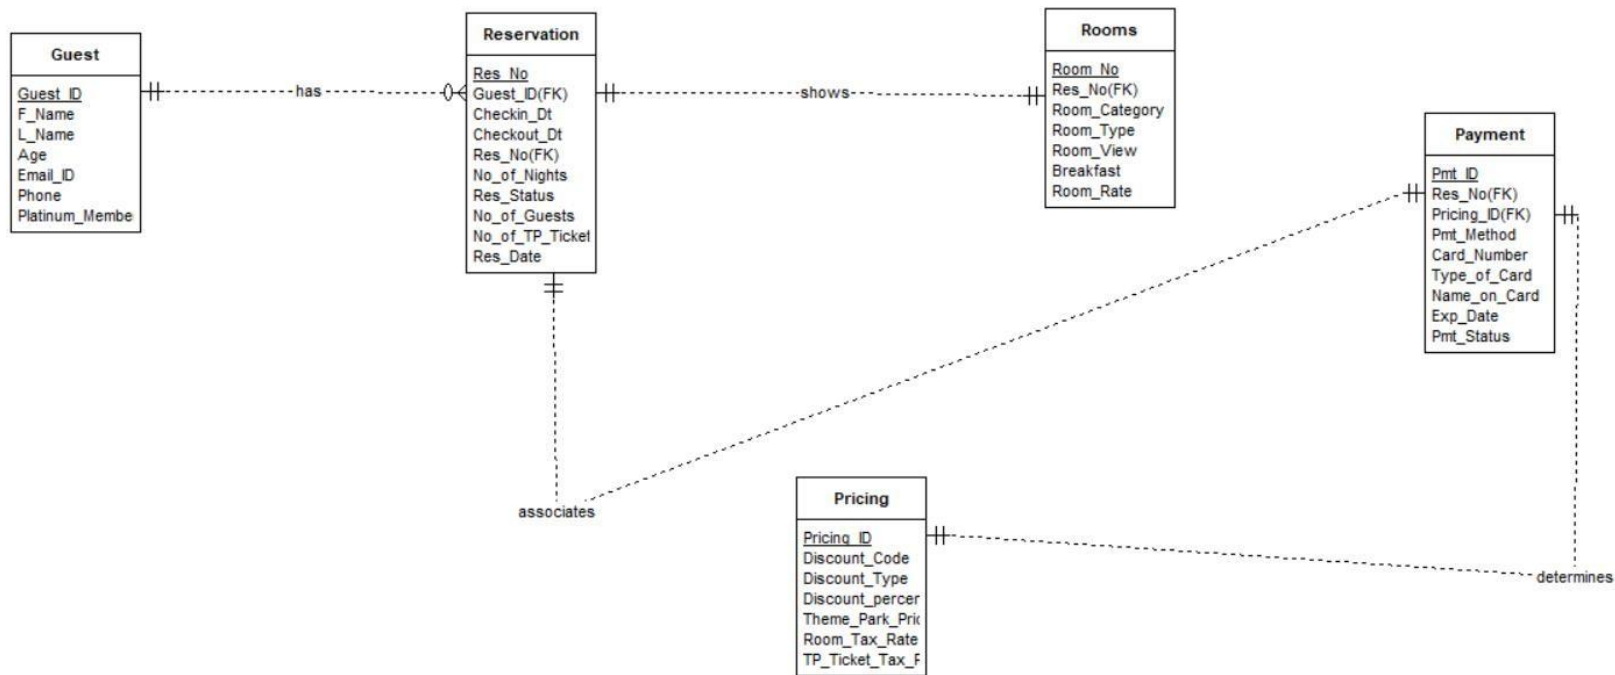 Guest
Guest_ID
F_Name
L_Name
Age
Email_ID
Phone
Platinum_Membe
has
Reservation
Res_No
Guest_ID(FK)
Checkin_Dt
Checkout_Dt
Res_No(FK)
No_of_Nights
Res_Status
No_of_Guests
No_of_TP_Ticket
Res_Date
shows
Rooms
Room_No
Res_No(FK)
Room_Category
Room_Type
Room_View
Breakfast
Room_Rate
Payment
Pmt_ID
Res_No(FK)
Pricing_ID(FK)
Pmt_Method
Card_Number
Type_of_Card
Name_on_Card
Exp_Date
Pmt_Status
associates
Pricing
Pricing_ID
Discount_Code
Discount_Type
Discount_percer
Theme_Park_Pric
Room_Tax_Rate
TP_Ticket_Tax_F
determines